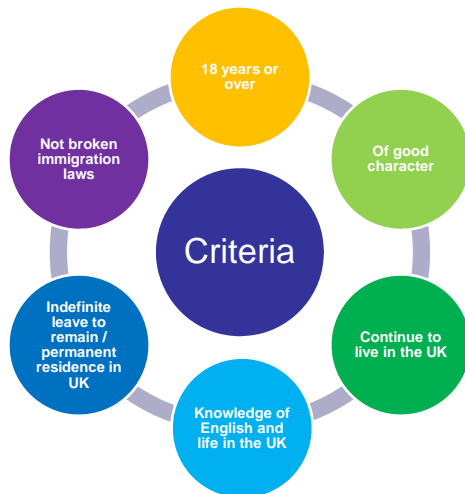 18 years or
over
Of good
character
Continue to
live in the UK
Knowledge of
English and
life in the UK
Indefinite
leave to
remain /
permanent
residence in
UK
Not broken
immigration
laws
Criteria